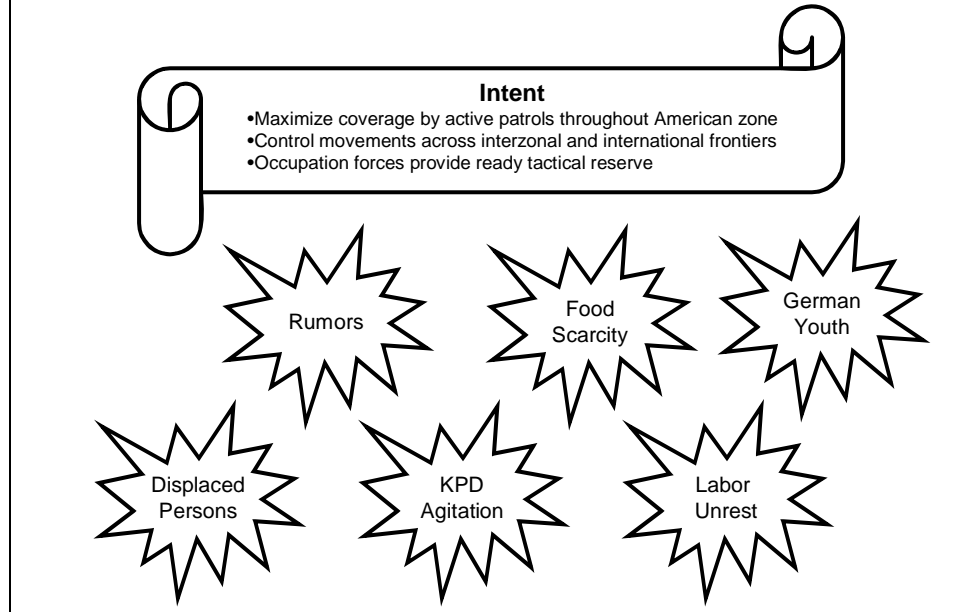 Intent
•Maximize coverage by active patrols throughout American zone
•Control movements across interzonal and international frontiers
•Occupation forces provide ready tactical reserve
Rumors
Food
Scarcity
German
Youth
Displaced
Persons
KPD
Agitation
Labor
Unrest